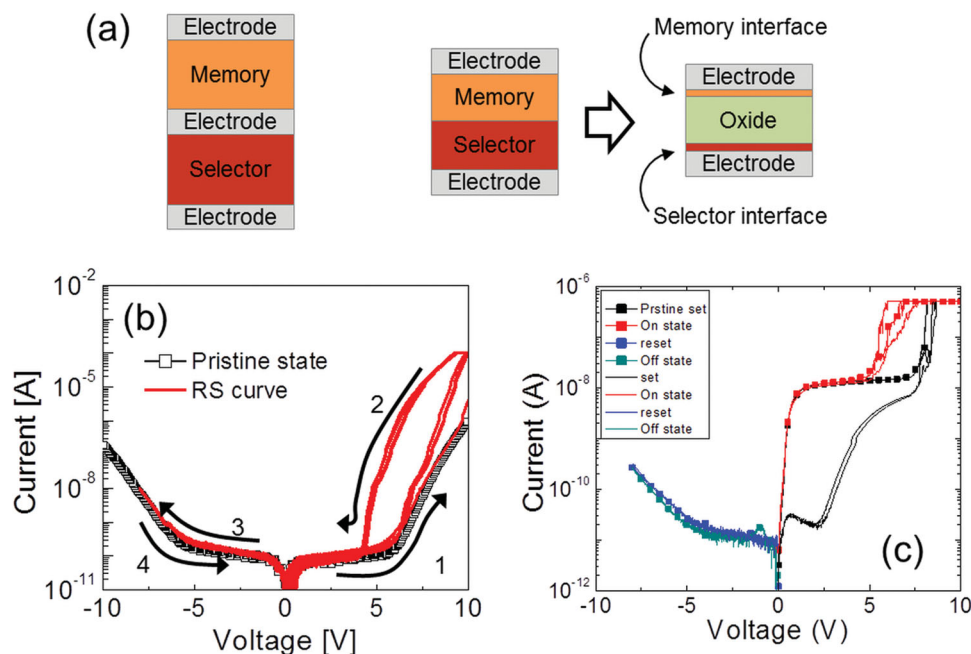 (a)
Electrode
Memory
Electrode
Selector
Electrode
Electrode
Memory
Selector
Electrode
Memory interface
Electrode
Oxide
Electrode
Selector interface
(b)
10⁻²
10⁻⁵
10⁻⁸
10⁻¹¹
Current [A]
Pristine state
RS curve
1
2
3
4
-10
-5
0
5
10
Voltage [V]
(c)
10⁻⁶
10⁻⁸
10⁻¹⁰
10⁻¹²
Current (A)
Prstine set
On state
reset
Off state
set
On state
reset
Off state
-10
-5
0
5
10
Voltage (V)